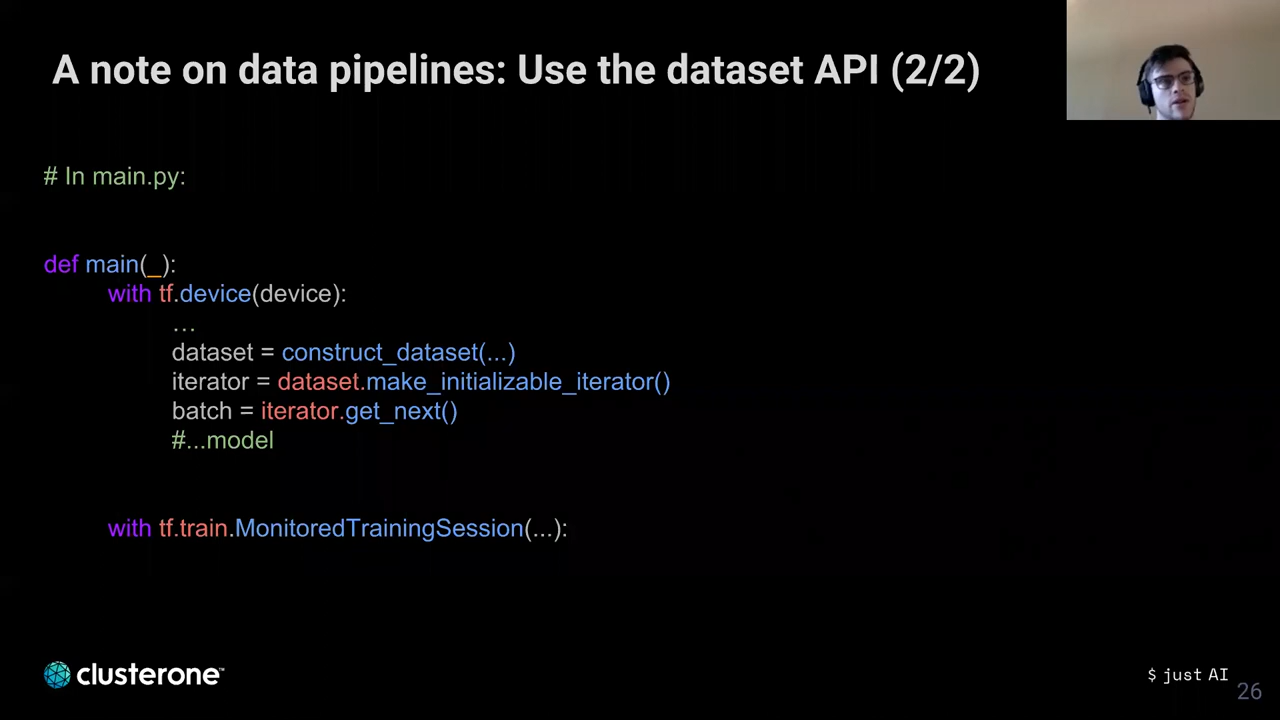 A note on data pipelines: Use the dataset API (2/2)
# In main.py:
def main(_):
with tf.device(device):
...
dataset = construct_dataset(...)
iterator = dataset.make_initializable_iterator()
batch = iterator.get_next()
#...model
with tf.train.MonitoredTrainingSession(...):
clusterone™
$ just AI
26